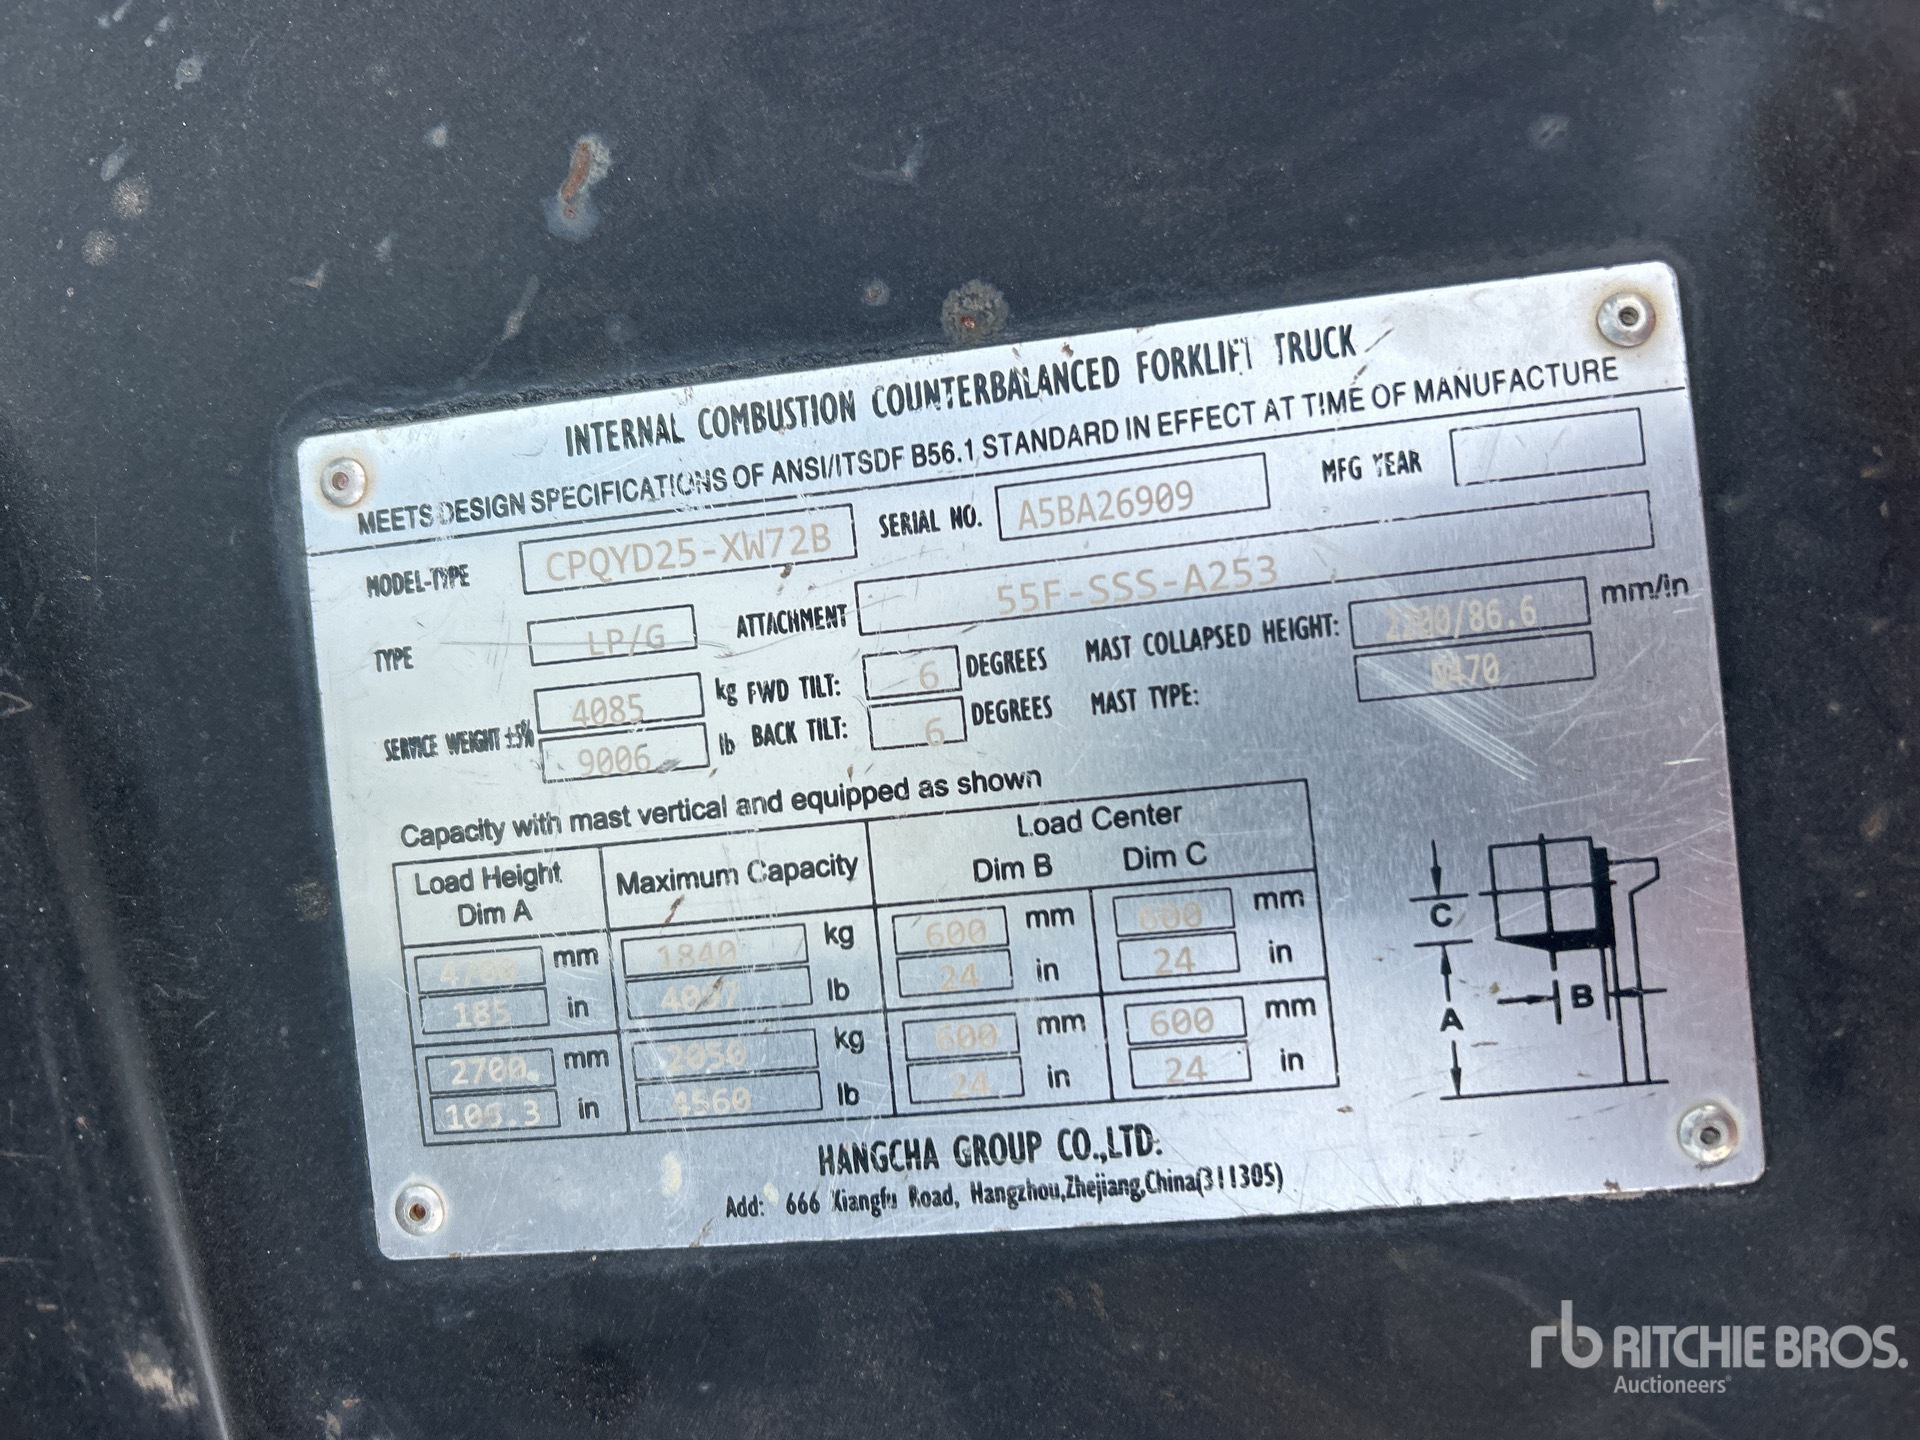 INTERNAL COMBUSTION COUNTERBALANCED FORKLIFT TRUCK
MEETS DESIGN SPECIFICATIONS OF ANSI/ITSDF B56.1 STANDARD IN EFFECT AT TIME OF MANUFACTURE
MODEL-TYPE CPQYD25-XW72B SERIAL NO. A5BA26909 MFG YEAR
TYPE LP/G ATTACHMENT 55F-SSS-A253
SERVICE WEIGHT ±5% 4085 kg FWD TILT: 6 DEGREES MAST COLLAPSED HEIGHT: 2200/86.6 mm/in
9006 lb BACK TILT: 6 DEGREES MAST TYPE:
Capacity with mast vertical and equipped as shown
Load Height Maximum Capacity Load Center
Dim A Dim B Dim C
4700 mm 1840 kg 600 mm 600 mm
185 in lb 24 in 24 in
2700 mm 2050 kg 600 mm 600 mm
in 4560 lb 24 in 24 in
C
B
A
HANGCHA GROUP CO.,LTD.
Add: 666 Xiangfu Road, Hangzhou,Zhejiang,China(311305)
rb RITCHIE BROS.
Auctioneers